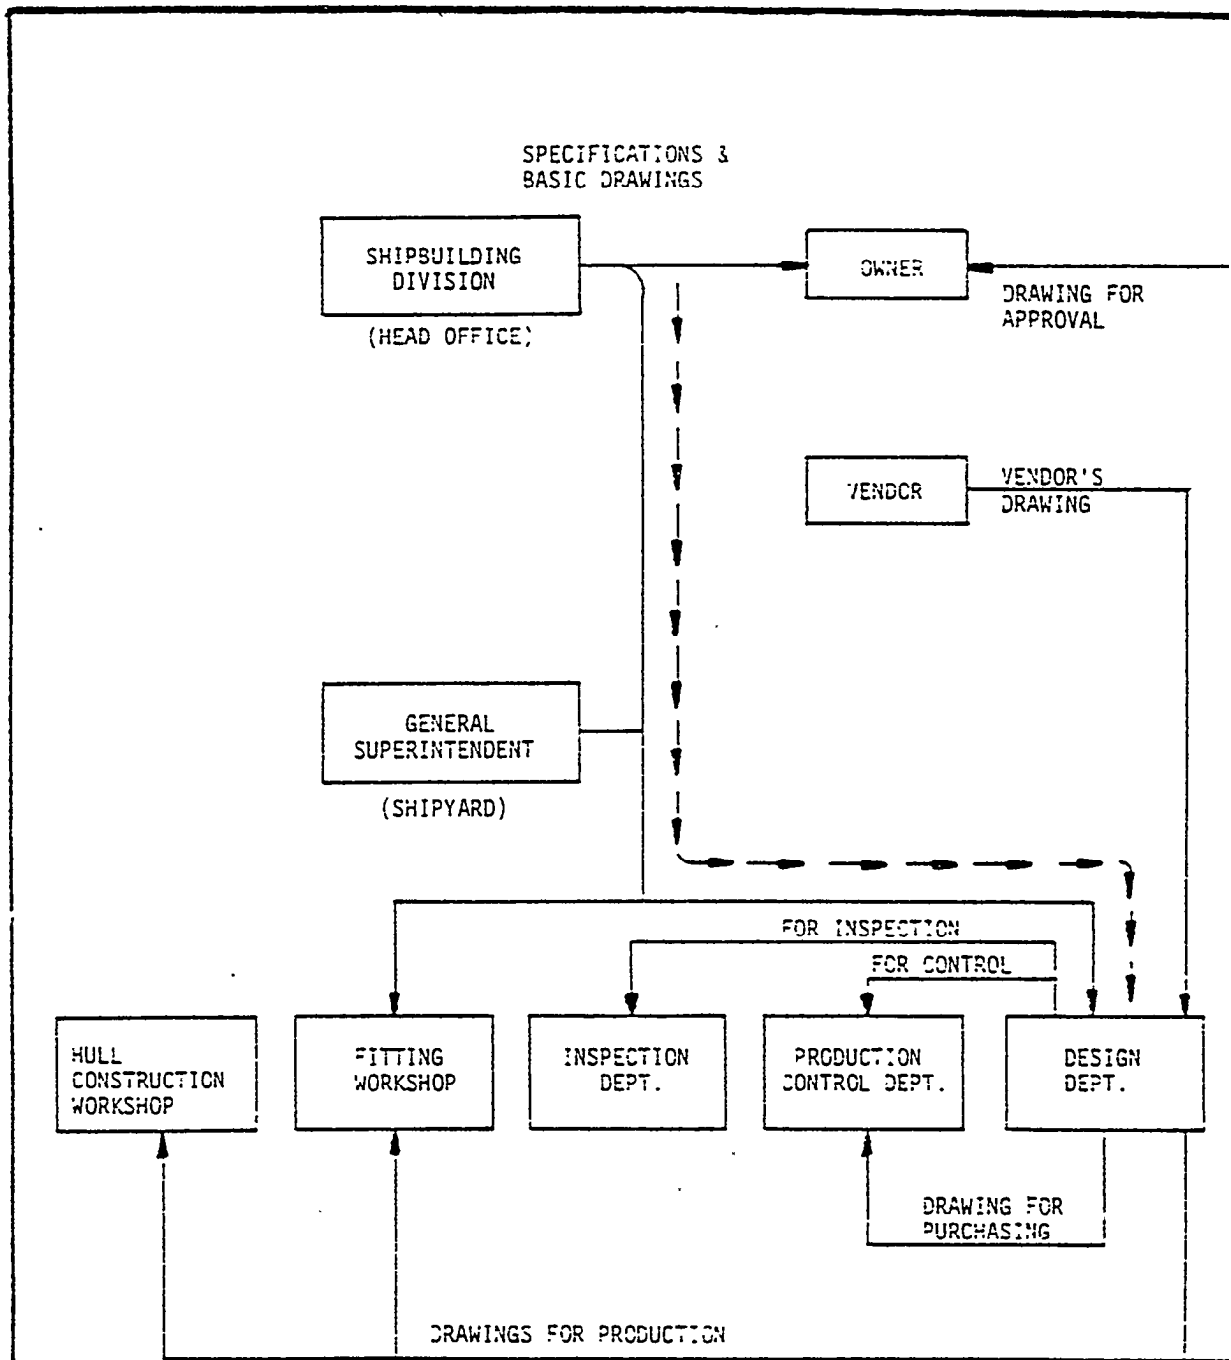 SPECIFICATIONS &
BASIC DRAWINGS
SHIPBUILDING
DIVISION
(HEAD OFFICE)
OWNER
DRAWING FOR
APPROVAL
VENDOR
VENDOR'S
DRAWING
GENERAL
SUPERINTENDENT
(SHIPYARD)
FOR INSPECTION
FOR CONTROL
HULL
CONSTRUCTION
WORKSHOP
FITTING
WORKSHOP
INSPECTION
DEPT.
PRODUCTION
CONTROL DEPT.
DESIGN
DEPT.
DRAWING FOR
PURCHASING
DRAWINGS FOR PRODUCTION